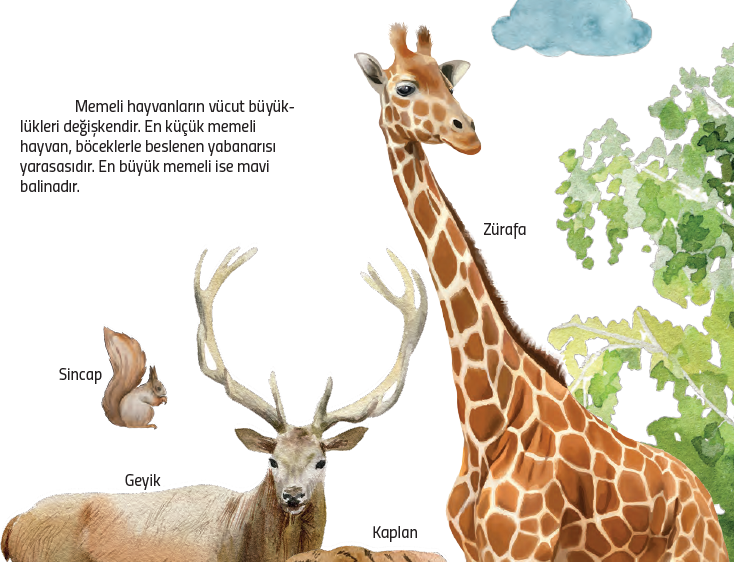 Memeli hayvanların vücut büyük-
lükleri değişkendir. En küçük memeli
hayvan, böceklerle beslenen yabanarısı
yarasasıdır. En büyük memeli ise mavi
balinadır.
Zürafa
Sincap
Geyik
Kaplan